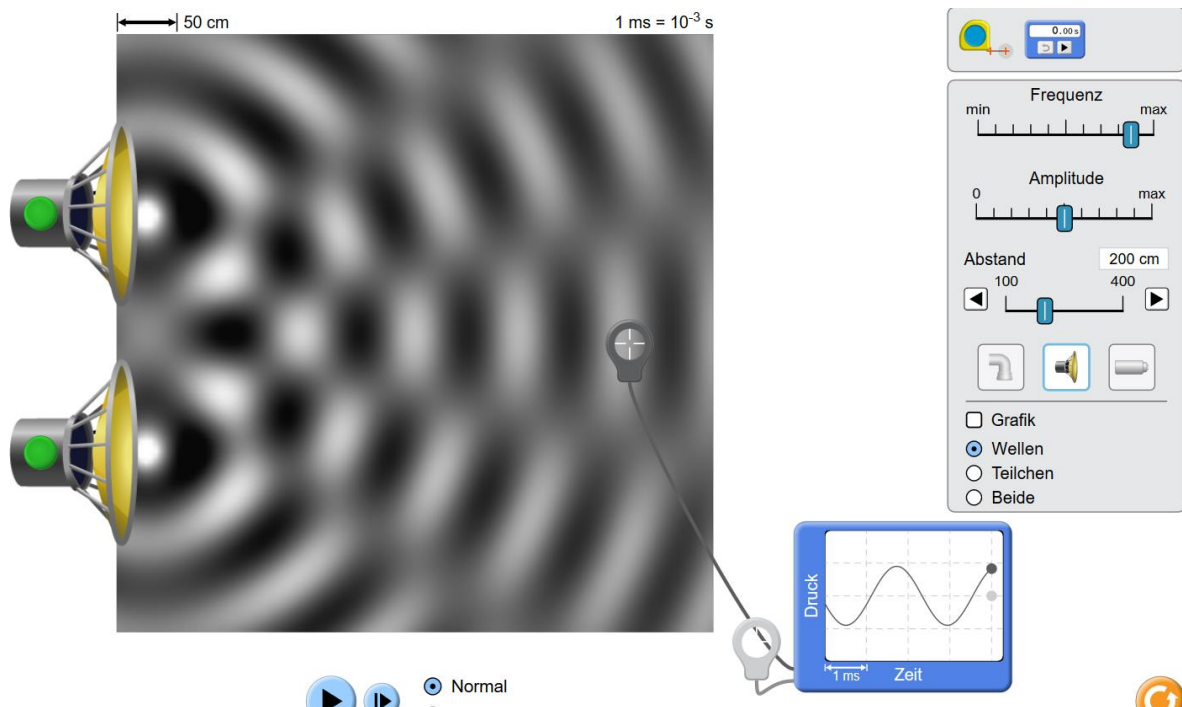 50 cm
1 ms = 10⁻³ s
0.00 s
Frequenz
min max
Amplitude
0 max
Abstand 200 cm
100 400
Grafik
Wellen
Teilchen
Beide
Druck
1 ms
Zeit
Normal